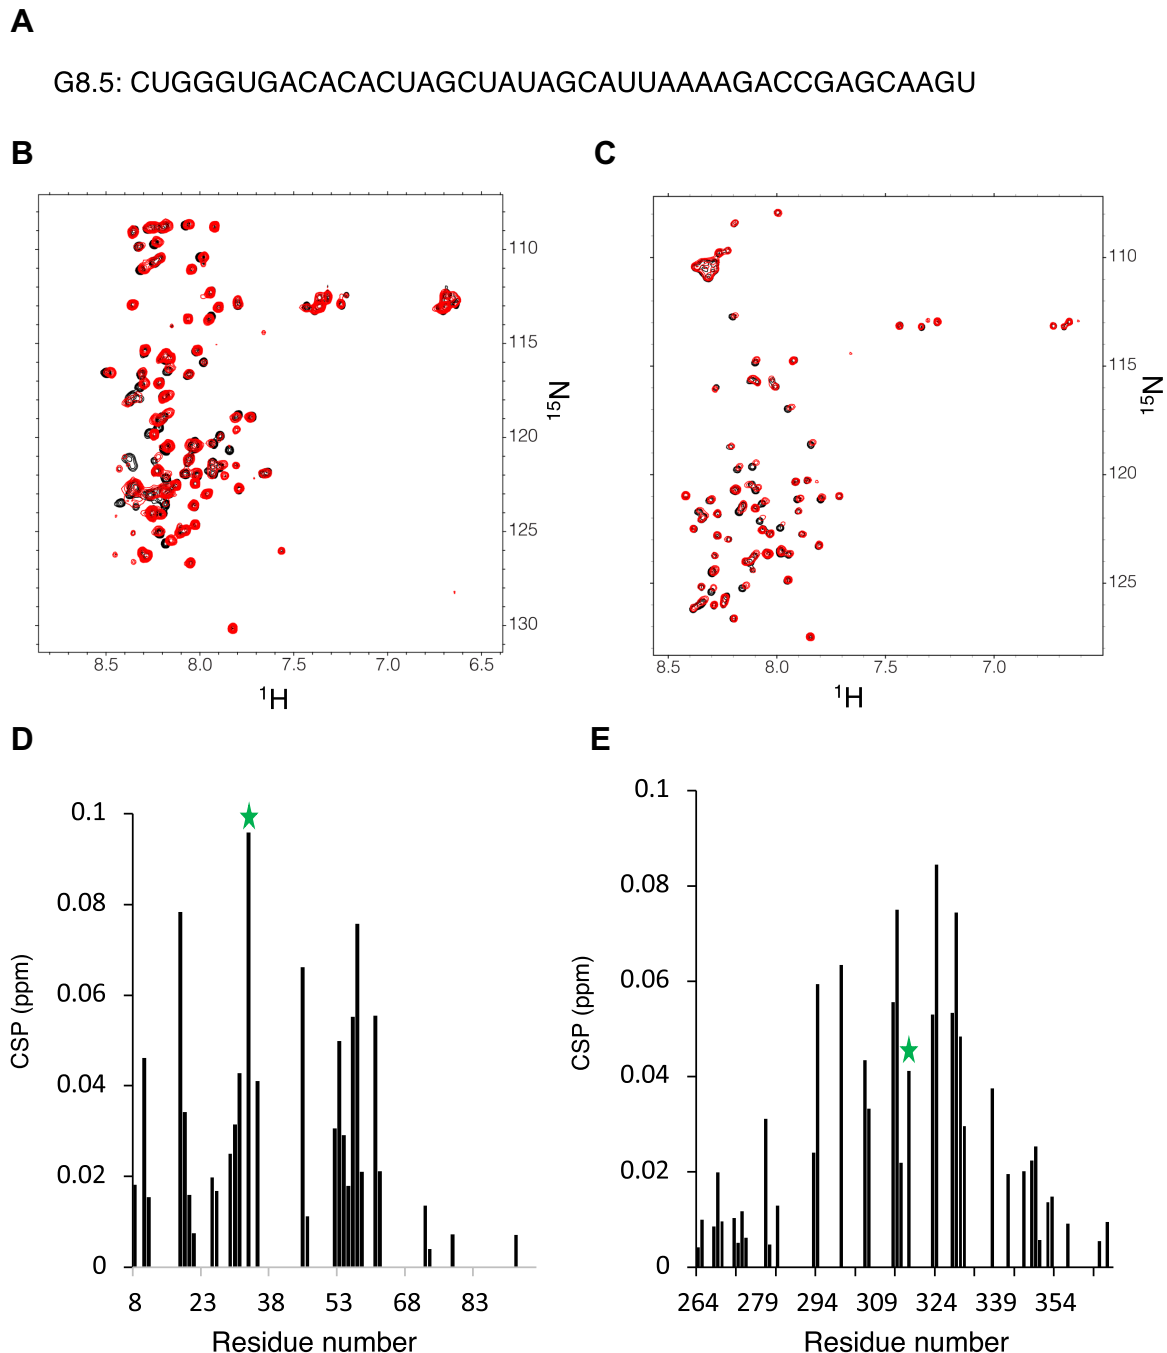 A
G8.5: CUGGGUGACACACUAGCUAUAGCAUUAAAAGACCGAGCAAGU
B
110
115
120
125
130
15N
8.5 8.0 7.5 7.0 6.5
1H
C
110
115
120
125
15N
8.5 8.0 7.5 7.0
1H
D
0.1
0.08
0.06
0.04
0.02
0
CSP (ppm)
8 23 38 53 68 83
Residue number
E
0.1
0.08
0.06
0.04
0.02
0
CSP (ppm)
264 279 294 309 324 339 354
Residue number